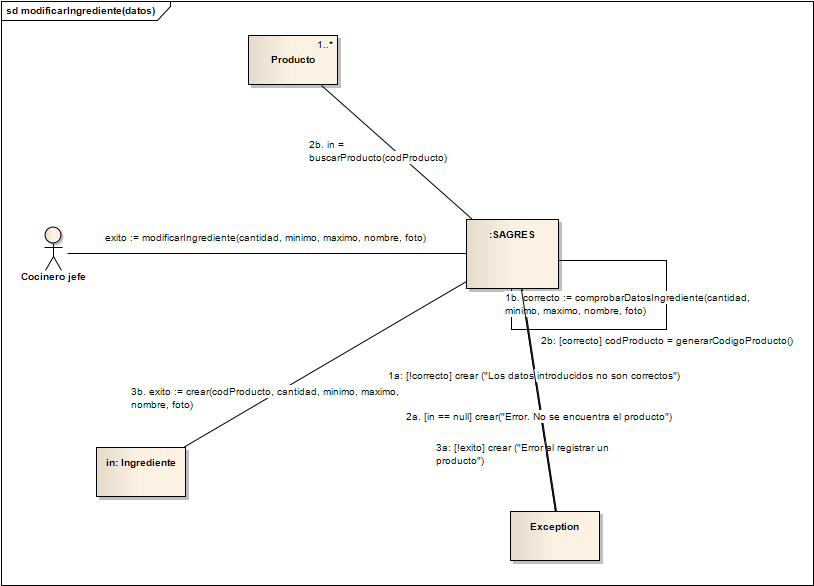 sd modificarIngrediente(datos)
1..*
Producto
2b. in =
buscarProducto(codProducto)
exito := modificarIngrediente(cantidad, minimo, maximo, nombre, foto)
:SAGRES
Cocinero jefe
1b. correcto := comprobarDatosIngrediente(cantidad,
minimo, maximo, nombre, foto)
2b: [correcto] codProducto = generarCodigoProducto()
1a: [!correcto] crear ("Los datos introducidos no son correctos")
3b. exito := crear(codProducto, cantidad, minimo, maximo,
nombre, foto)
2a. [in == null] crear("Error. No se encuentra el producto")
3a: [!exito] crear ("Error al registrar un
producto")
in: Ingrediente
Exception